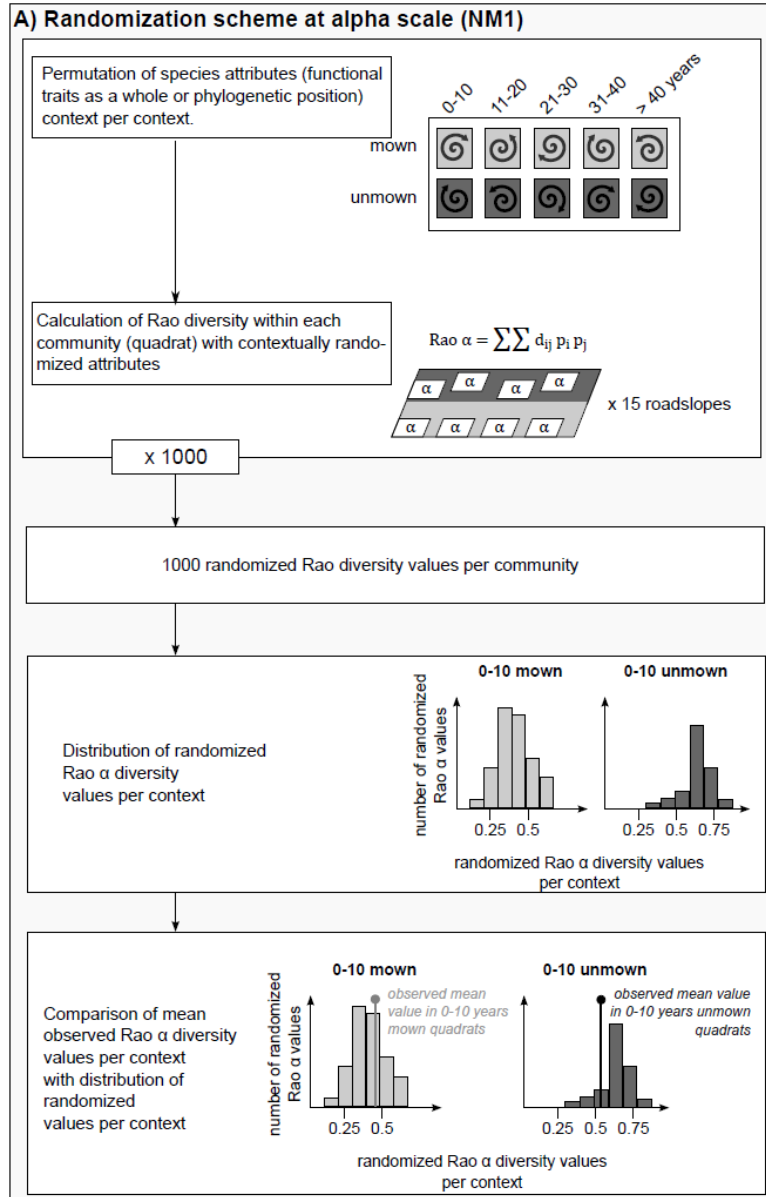 A) Randomization scheme at alpha scale (NM1)
Permutation of species attributes (functional
traits as a whole or phylogenetic position)
context per context.
0-10
11-20
21-30
31-40
> 40 years
mown
unmown
Calculation of Rao diversity within each
community (quadrat) with contextually rando-
mized attributes
Rao α = ∑∑ dij pi pj
α α α α
α α α α
x 15 roadslopes
x 1000
1000 randomized Rao diversity values per community
Distribution of randomized
Rao α diversity
values per context
0-10 mown
0-10 unmown
number of randomized
Rao α values
0.25 0.5
0.25 0.5 0.75
randomized Rao α diversity values
per context
Comparison of mean
observed Rao α diversity
values per context
with distribution of
randomized
values per context
0-10 mown
0-10 unmown
observed mean
value in 0-10 years
mown quadrats
observed mean value
in 0-10 years unmown
quadrats
number of randomized
Rao α values
0.25 0.5
0.25 0.5 0.75
randomized Rao α diversity values
per context